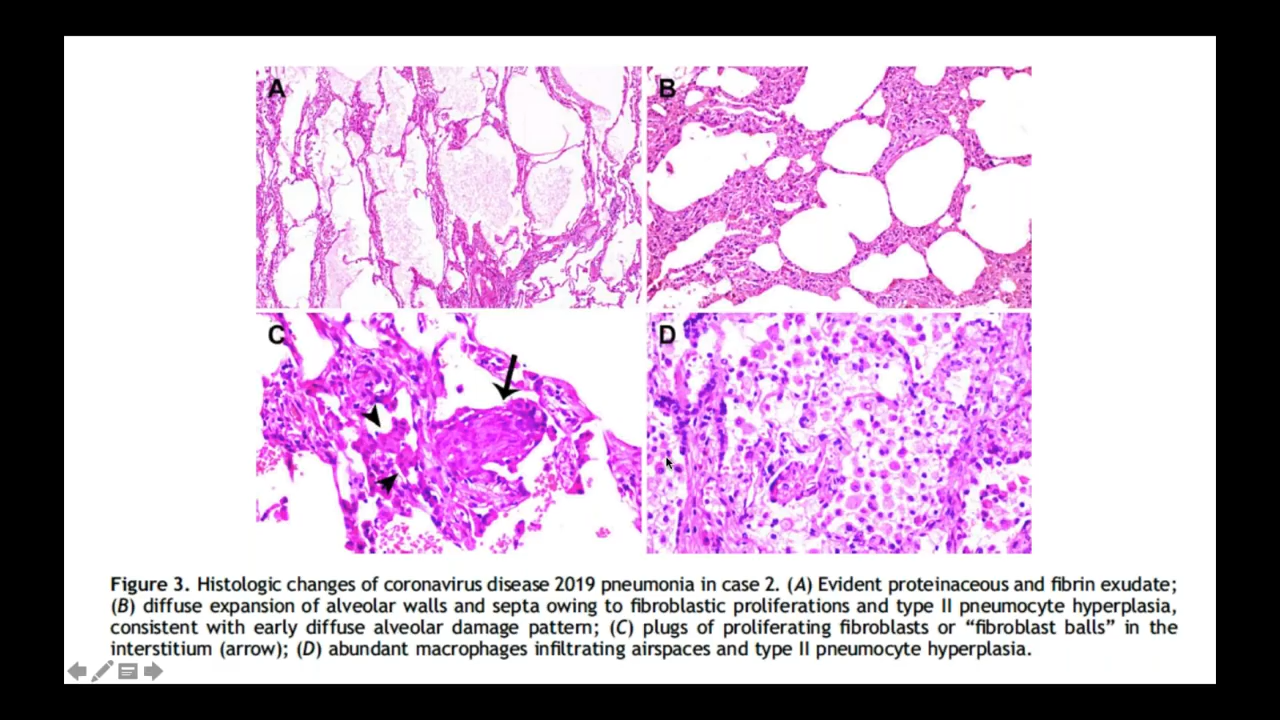 A
B
C
D
Figure 3. Histologic changes of coronavirus disease 2019 pneumonia in case 2. (A) Evident proteinaceous and fibrin exudate;
(B) diffuse expansion of alveolar walls and septa owing to fibroblastic proliferations and type II pneumocyte hyperplasia,
consistent with early diffuse alveolar damage pattern; (C) plugs of proliferating fibroblasts or “fibroblast balls” in the
interstitium (arrow); (D) abundant macrophages infiltrating airspaces and type II pneumocyte hyperplasia.